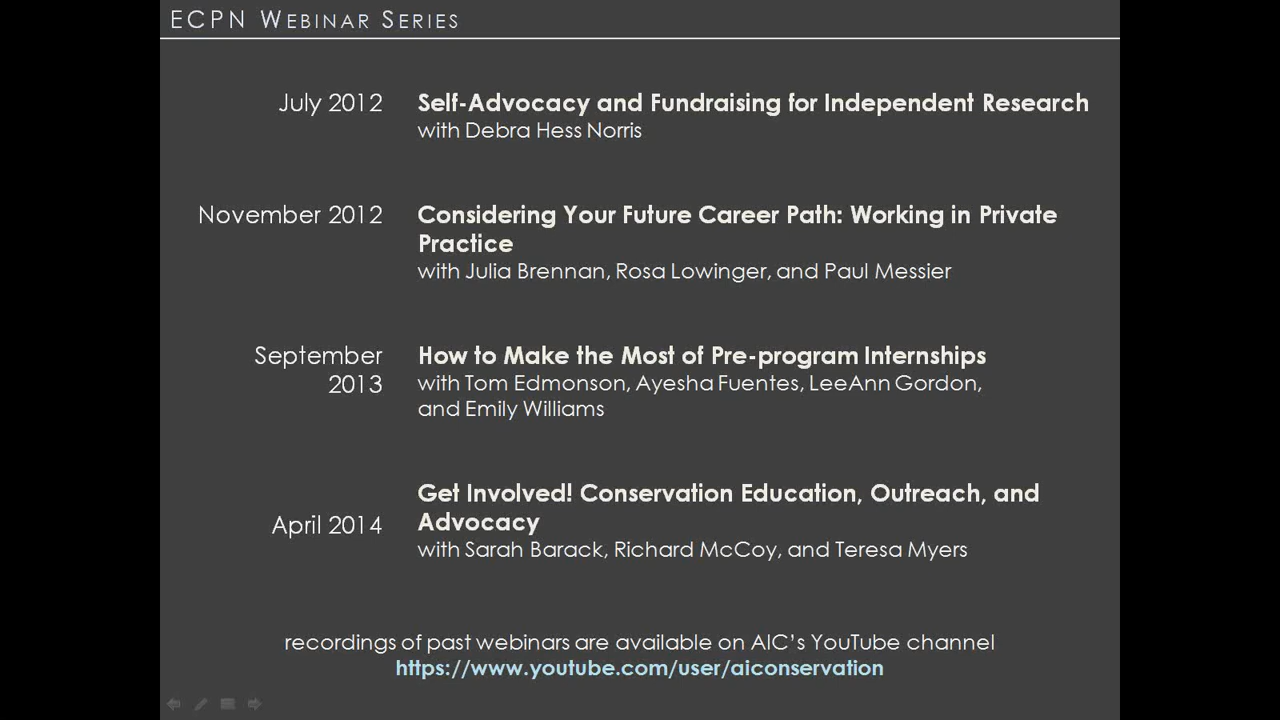 ECPN WEBINAR SERIES
July 2012
Self-Advocacy and Fundraising for Independent Research
with Debra Hess Norris
November 2012
Considering Your Future Career Path: Working in Private
Practice
with Julia Brennan, Rosa Lowinger, and Paul Messier
September
2013
How to Make the Most of Pre-program Internships
with Tom Edmonson, Ayesha Fuentes, LeeAnn Gordon,
and Emily Williams
April 2014
Get Involved! Conservation Education, Outreach, and
Advocacy
with Sarah Barack, Richard McCoy, and Teresa Myers
recordings of past webinars are available on AIC's YouTube channel
https://www.youtube.com/user/aiconservation